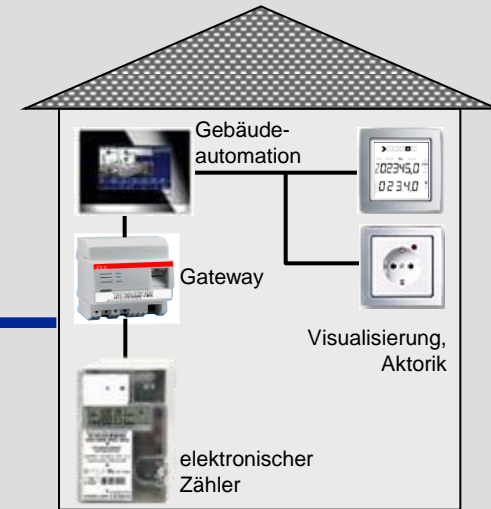 Gebäude-
automation
Gateway
Visualisierung,
Aktorik
elektronischer
Zähler